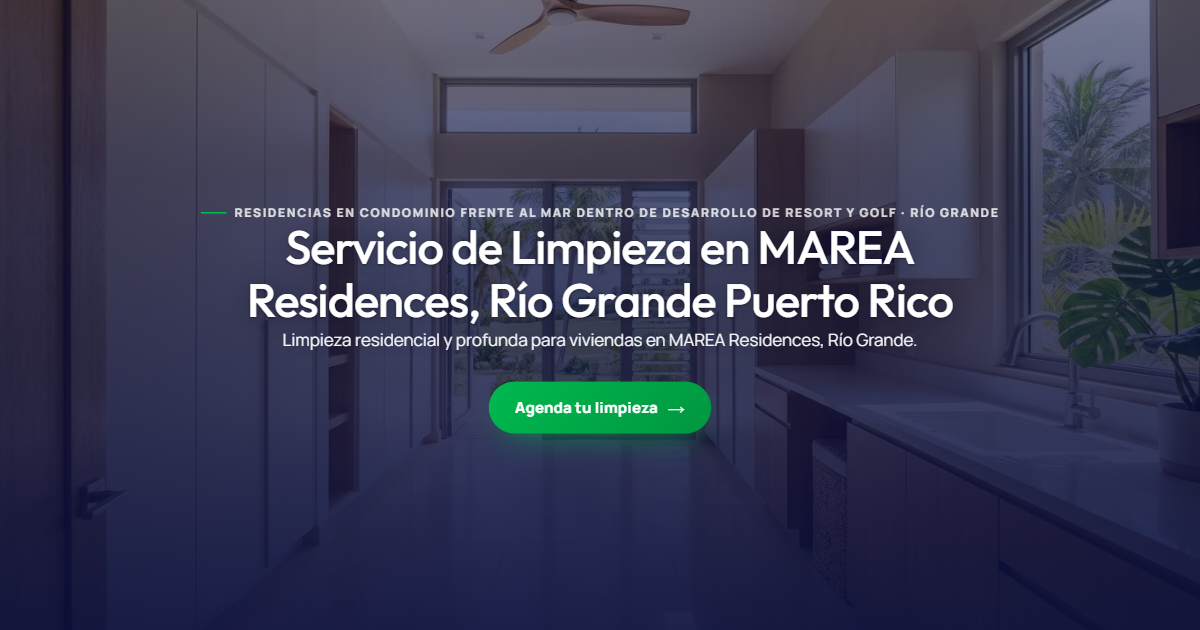 RESIDENCIAS EN CONDOMINIO FRENTE AL MAR DENTRO DE DESARROLLO DE RESORT Y GOLF · RÍO GRANDE
Servicio de Limpieza en MAREA
Residences, Río Grande Puerto Rico
Limpieza residencial y profunda para viviendas en MAREA Residences, Río Grande.
Agenda tu limpieza →